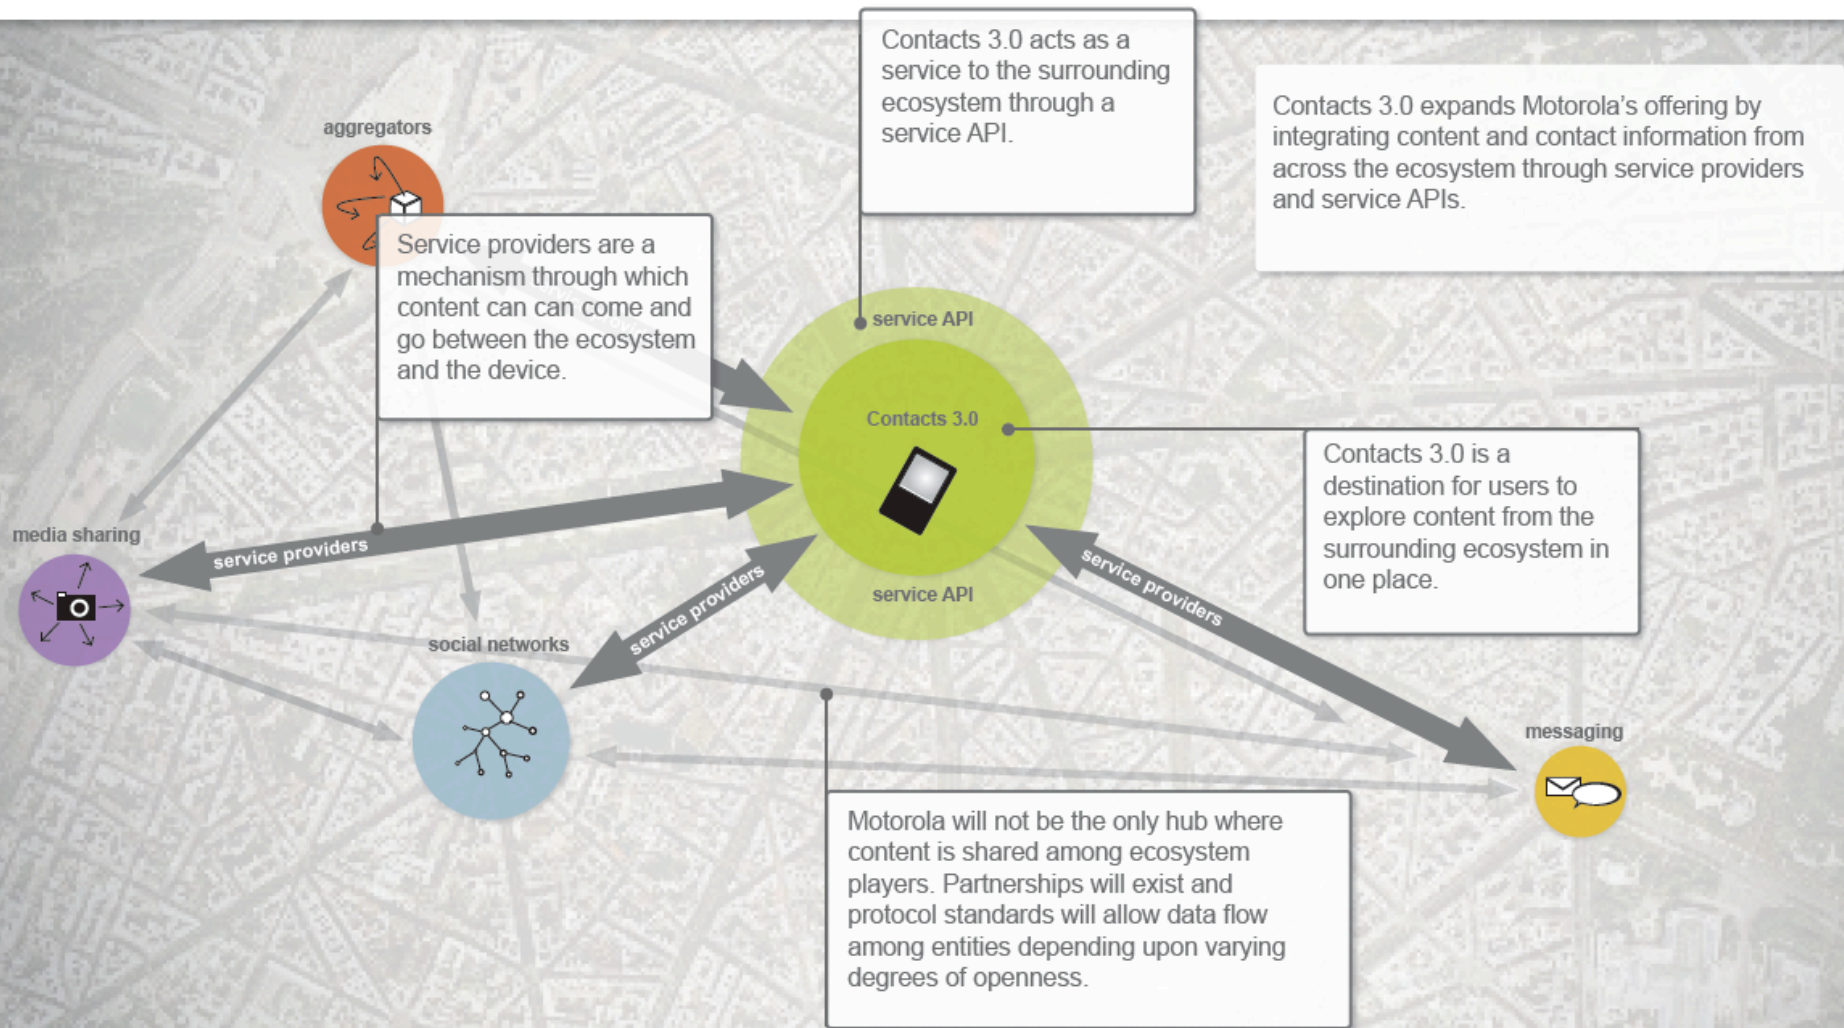 Contacts 3.0 acts as a
service to the surrounding
ecosystem through a
service API.
Contacts 3.0 expands Motorola's offering by
integrating content and contact information from
across the ecosystem through service providers
and service APIs.
aggregators
Service providers are a
mechanism through which
content can can come and
go between the ecosystem
and the device.
service API
Contacts 3.0
Contacts 3.0 is a
destination for users to
explore content from the
surrounding ecosystem in
one place.
media sharing
service providers
service providers
service providers
service API
social networks
messaging
Motorola will not be the only hub where
content is shared among ecosystem
players. Partnerships will exist and
protocol standards will allow data flow
among entities depending upon varying
degrees of openness.